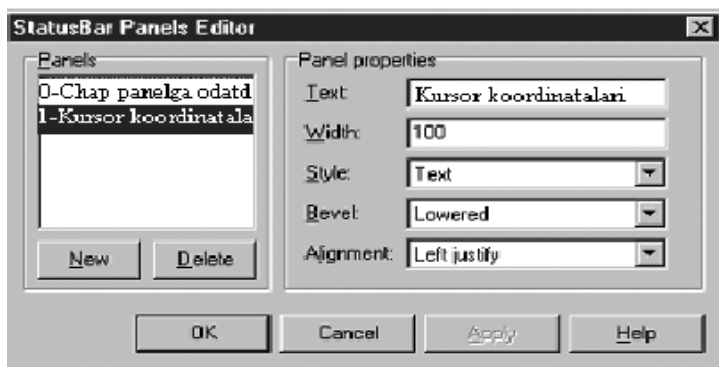 StatusBar Panels Editor
Panels
0-Chap panelga odatd
1-Kursor koordinatala
New Delete
Panel properties
Text: Kursor koordinatalari
Width: 100
Style: Text
Bevel: Lowered
Alignment: Left justify
OK Cancel Apply Help